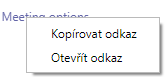 Meeting options
Kopírovat odkaz
Otevřít odkaz